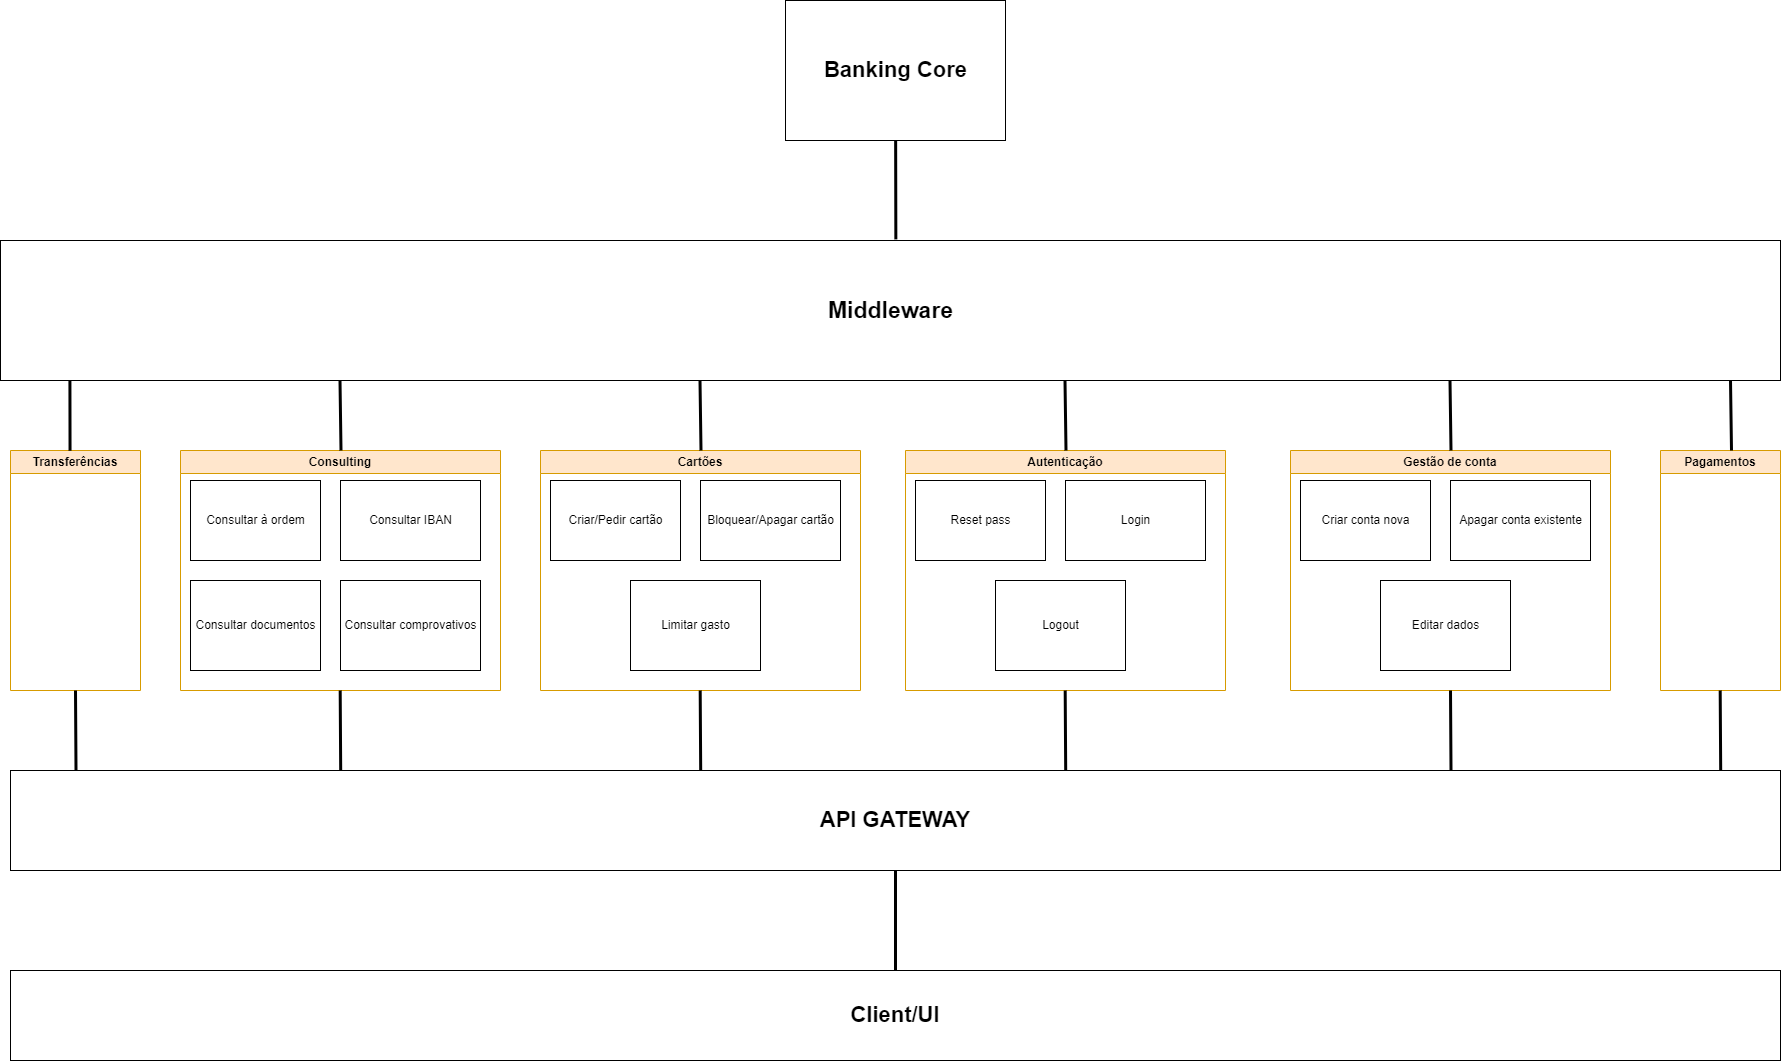 Banking Core
Middleware
Transferências
Consulting
Cartões
Autenticação
Gestão de conta
Pagamentos
Consultar à ordem
Consultar IBAN
Criar/Pedir cartão
Bloquear/Apagar cartão
Reset pass
Login
Criar conta nova
Apagar conta existente
Consultar documentos
Consultar comprovativos
Limitar gasto
Logout
Editar dados
API GATEWAY
Client/UI